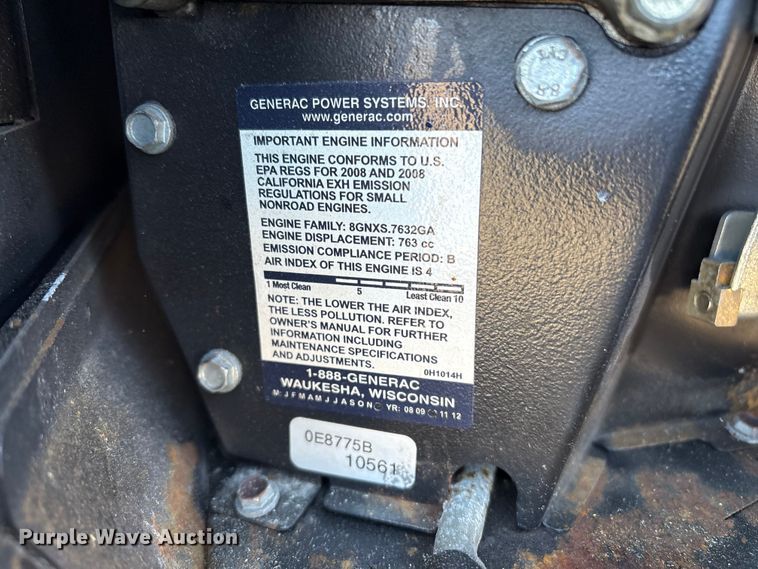 GENERAC POWER SYSTEMS, INC.
www.generac.com
IMPORTANT ENGINE INFORMATION
THIS ENGINE CONFORMS TO U.S.
EPA REGS FOR 2008 AND 2008
CALIFORNIA EXH EMISSION
REGULATIONS FOR SMALL
NONROAD ENGINES.
ENGINE FAMILY: 8GNXS.7632GA
ENGINE DISPLACEMENT: 763 cc
EMISSION COMPLIANCE PERIOD: B
AIR INDEX OF THIS ENGINE IS 4
1 Most Clean 5 Least Clean 10
NOTE: THE LOWER THE AIR INDEX,
THE LESS POLLUTION. REFER TO
OWNER'S MANUAL FOR FURTHER
INFORMATION INCLUDING
MAINTENANCE SPECIFICATIONS
AND ADJUSTMENTS. 0H1014H
1-888-GENERAC
WAUKESHA, WISCONSIN
M: J F M A M J J A S O N YR: 08 09 11 12
0E8775B
10561
Purple Wave Auction